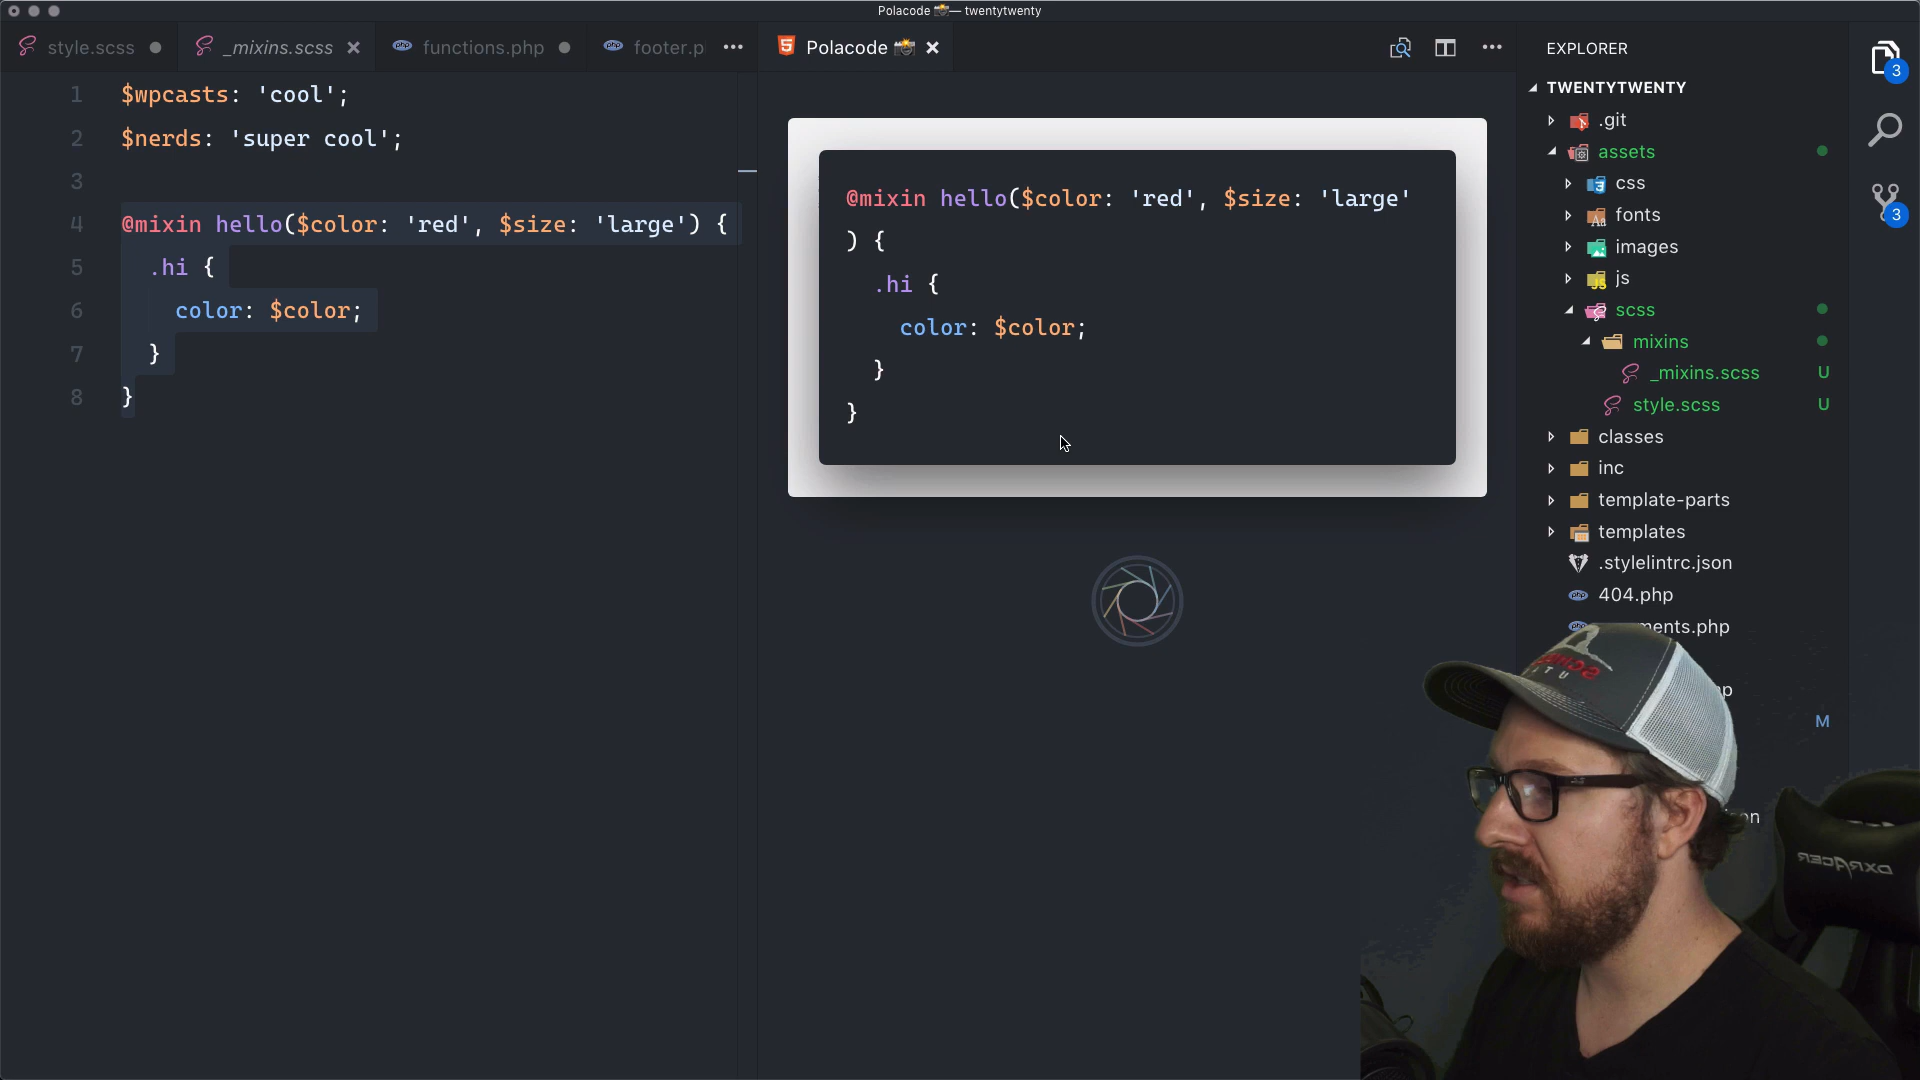 Polacode 📸 — twentytwenty
style.scss
_mixins.scss
functions.php
footer.p
Polacode 📸
EXPLORER
TWENTYTWENTY
3
3
1 $wpcasts: 'cool';
2 $nerds: 'super cool';
3
4 @mixin hello($color: 'red', $size: 'large') {
5 .hi {
6 color: $color;
7 }
8 }
@mixin hello($color: 'red', $size: 'large'
) {
.hi {
color: $color;
}
}
.git
assets
css
fonts
images
js
scss
mixins
_mixins.scss U
style.scss U
classes
inc
template-parts
templates
.stylelintrc.json
404.php
ments.php
M
DXRACER